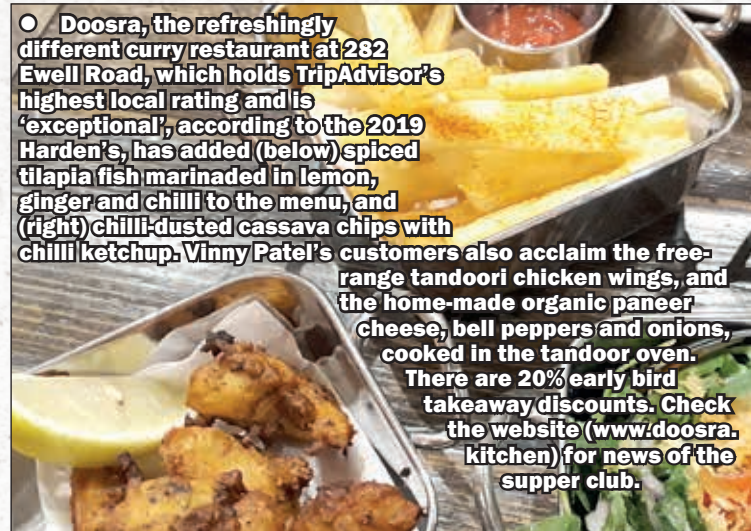 ● Doosra, the refreshingly
different curry restaurant at 282
Ewell Road, which holds TripAdvisor's
highest local rating and is
‘exceptional’, according to the 2019
Harden's, has added (below) spiced
tilapia fish marinaded in lemon,
ginger and chilli to the menu, and
(right) chilli-dusted cassava chips with
chilli ketchup. Vinny Patel's customers also acclaim the free-
range tandoori chicken wings, and
the home-made organic paneer
cheese, bell peppers and onions,
cooked in the tandoor oven.
There are 20% early bird
takeaway discounts. Check
the website (www.doosra.
kitchen) for news of the
supper club.